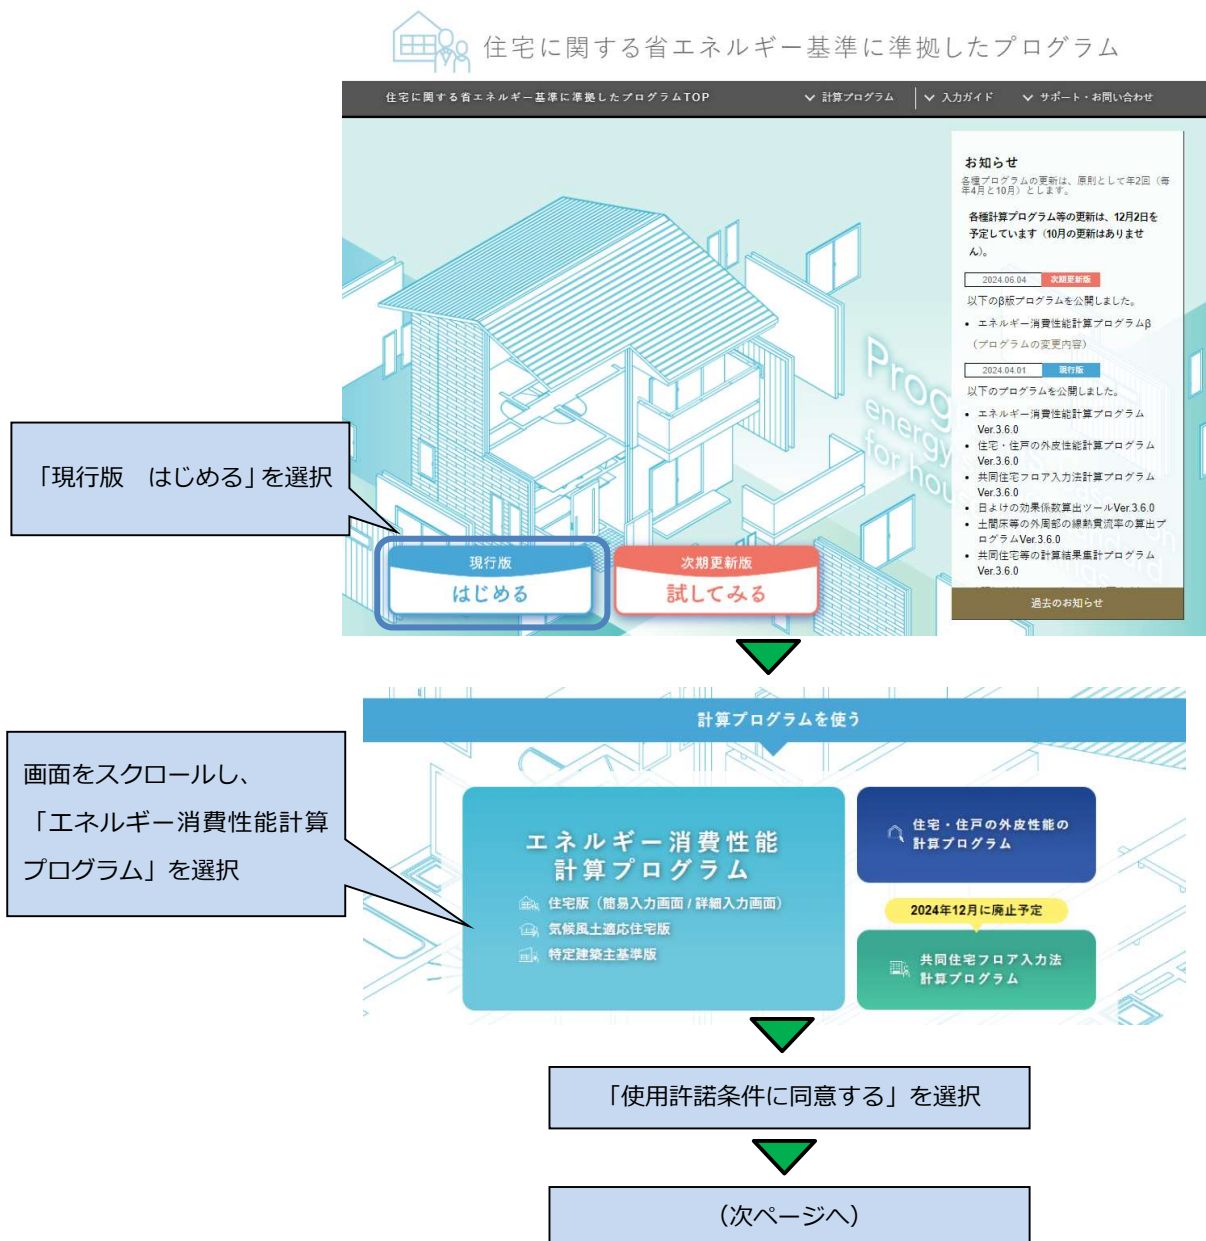 住宅に関する省エネルギー基準に準拠したプログラム
住宅に関する省エネルギー基準に準拠したプログラムTOP
計算プログラム
入力ガイド
サポート・お問い合わせ
お知らせ
各種プログラムの更新は、原則として年2回（毎
年4月と10月）とします。
各種計算プログラム等の更新は、12月2日を
予定しています（10月の更新はありませ
ん）。
2024.06.04 次期更新版
以下のβ版プログラムを公開しました。
• エネルギー消費性能計算プログラムβ
（プログラムの変更内容）
2024.04.01 現行版
以下のプログラムを公開しました。
• エネルギー消費性能計算プログラム
Ver.3.6.0
• 住宅・住戸の外皮性能計算プログラム
Ver.3.6.0
• 共同住宅フロア入力法計算プログラム
Ver.3.6.0
• 日よけの効果係数算出ツールVer.3.6.0
• 土間床等の外周部の線熱貫流率の算出プ
ログラムVer.3.6.0
• 共同住宅等の計算結果集計プログラム
Ver.3.6.0
過去のお知らせ
Prog
energy
for hou
「現行版　はじめる」を選択
現行版
はじめる
次期更新版
試してみる
計算プログラムを使う
画面をスクロールし、
「エネルギー消費性能計算
プログラム」を選択
エネルギー消費性能
計算プログラム
住宅版（簡易入力画面 / 詳細入力画面）
気候風土適応住宅版
特定建築主基準版
住宅・住戸の外皮性能の
計算プログラム
2024年12月に廃止予定
共同住宅フロア入力法
計算プログラム
「使用許諾条件に同意する」を選択
（次ページへ）